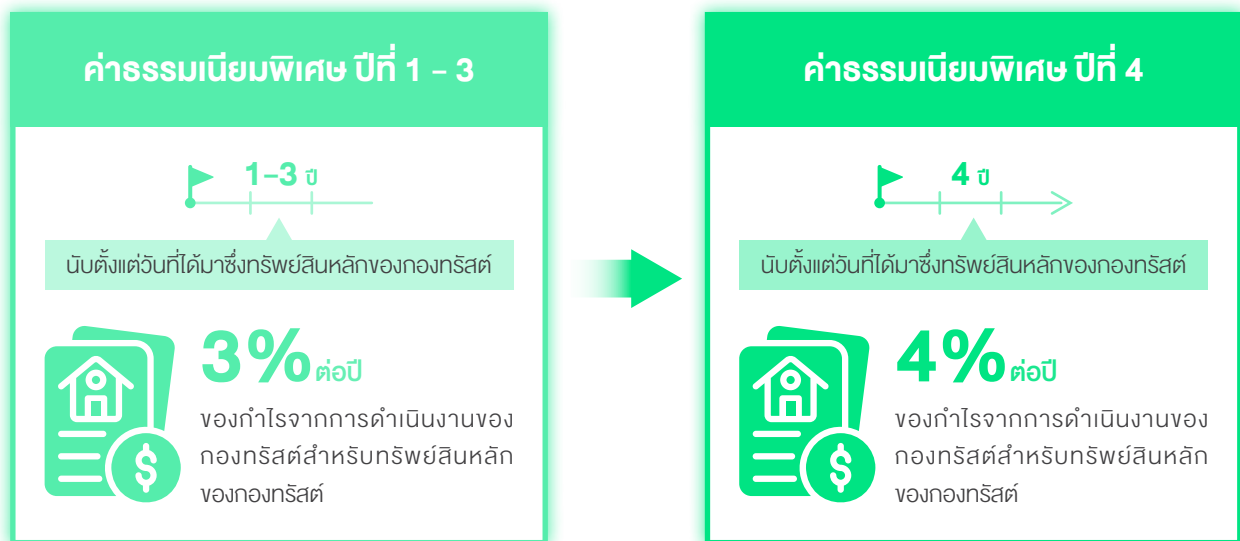 ค่าธรรมเนียมพิเศษ ปีที่ 1 – 3
1–3 ปี
นับตั้งแต่วันที่ได้มาซึ่งทรัพย์สินหลักของกองทรัสต์
3% ต่อปี
ของกำไรจากการดำเนินงานของ
กองทรัสต์สำหรับทรัพย์สินหลัก
ของกองทรัสต์
$
ค่าธรรมเนียมพิเศษ ปีที่ 4
4 ปี
นับตั้งแต่วันที่ได้มาซึ่งทรัพย์สินหลักของกองทรัสต์
4% ต่อปี
ของกำไรจากการดำเนินงานของ
กองทรัสต์สำหรับทรัพย์สินหลัก
ของกองทรัสต์
$